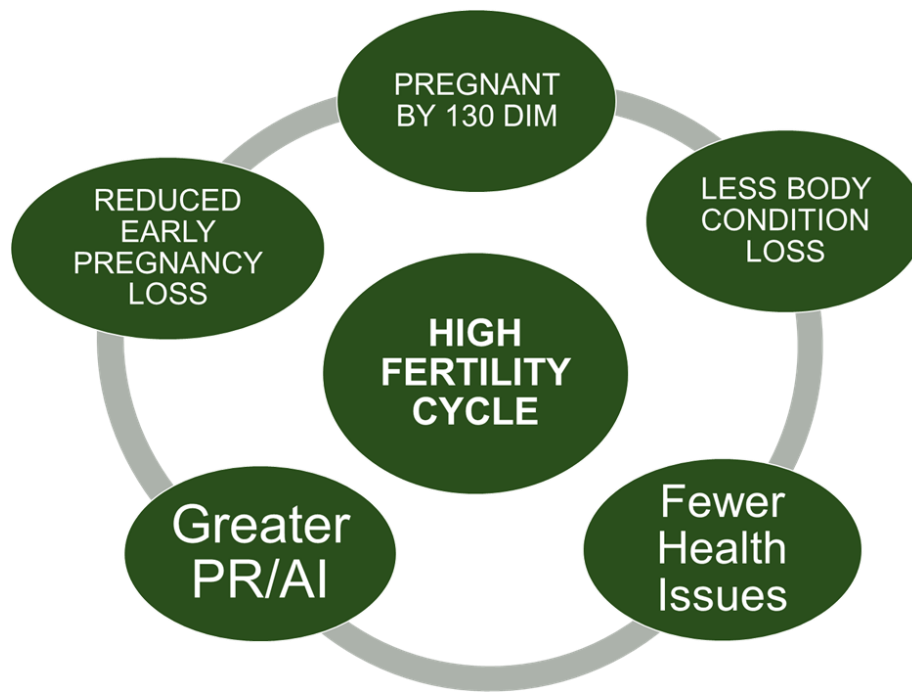 PREGNANT
BY 130 DIM
LESS BODY
CONDITION
LOSS
Fewer
Health
Issues
Greater
PR/AI
REDUCED
EARLY
PREGNANCY
LOSS
HIGH
FERTILITY
CYCLE